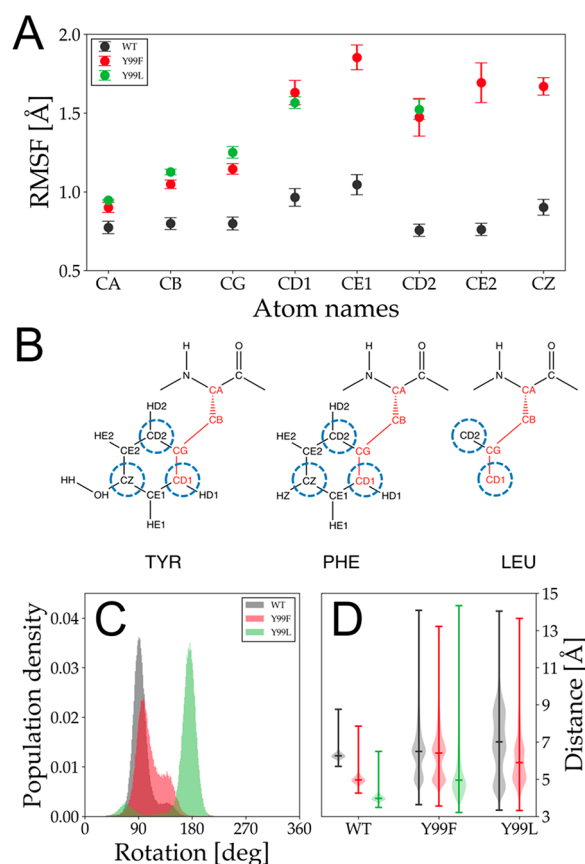 A
WT
Y99F
Y99L
2.0
1.5
1.0
0.5
RMSF [Å]
CA CB CG CD1 CE1 CD2 CE2 CZ
Atom names
B
H O
N C
CA
HD2
CB
HE2 CD2
CE2 CG
HH CZ CD1
OH CE1 HD1
HE1
TYR
H O
N C
CA
HD2
CB
HE2 CD2
CE2 CG
CZ CD1
HZ CE1 HD1
HE1
PHE
H O
N C
CA
CB
CD2
CG
CD1
LEU
C
WT
Y99F
Y99L
0.04
0.03
0.02
0.01
0.00
Population density
0 90 180 270 360
Rotation [deg]
D
15
13
11
9
7
5
3
Distance [Å]
WT Y99F Y99L